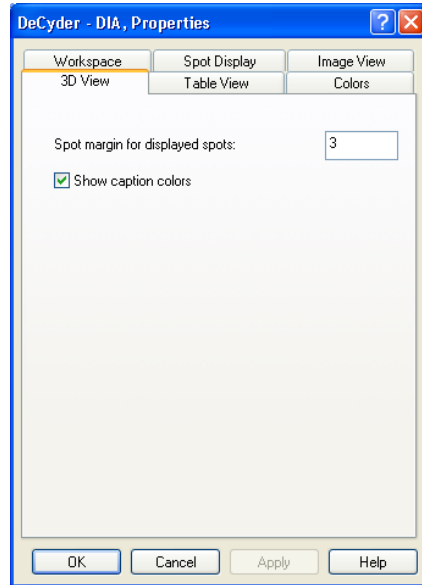 DeCyder - DIA, Properties
Workspace Spot Display Image View
3D View Table View Colors
Spot margin for displayed spots: 3
Show caption colors
OK Cancel Apply Help